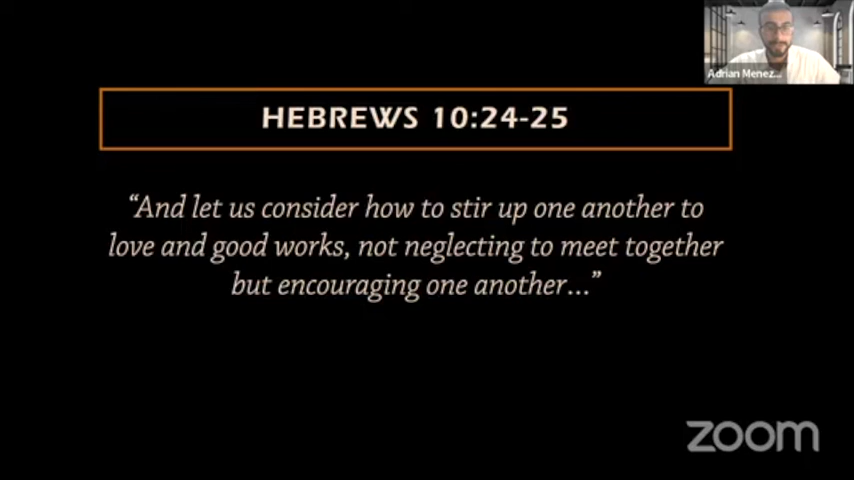 Adrian Menez...
HEBREWS 10:24-25
“And let us consider how to stir up one another to
love and good works, not neglecting to meet together
but encouraging one another...”
zoom